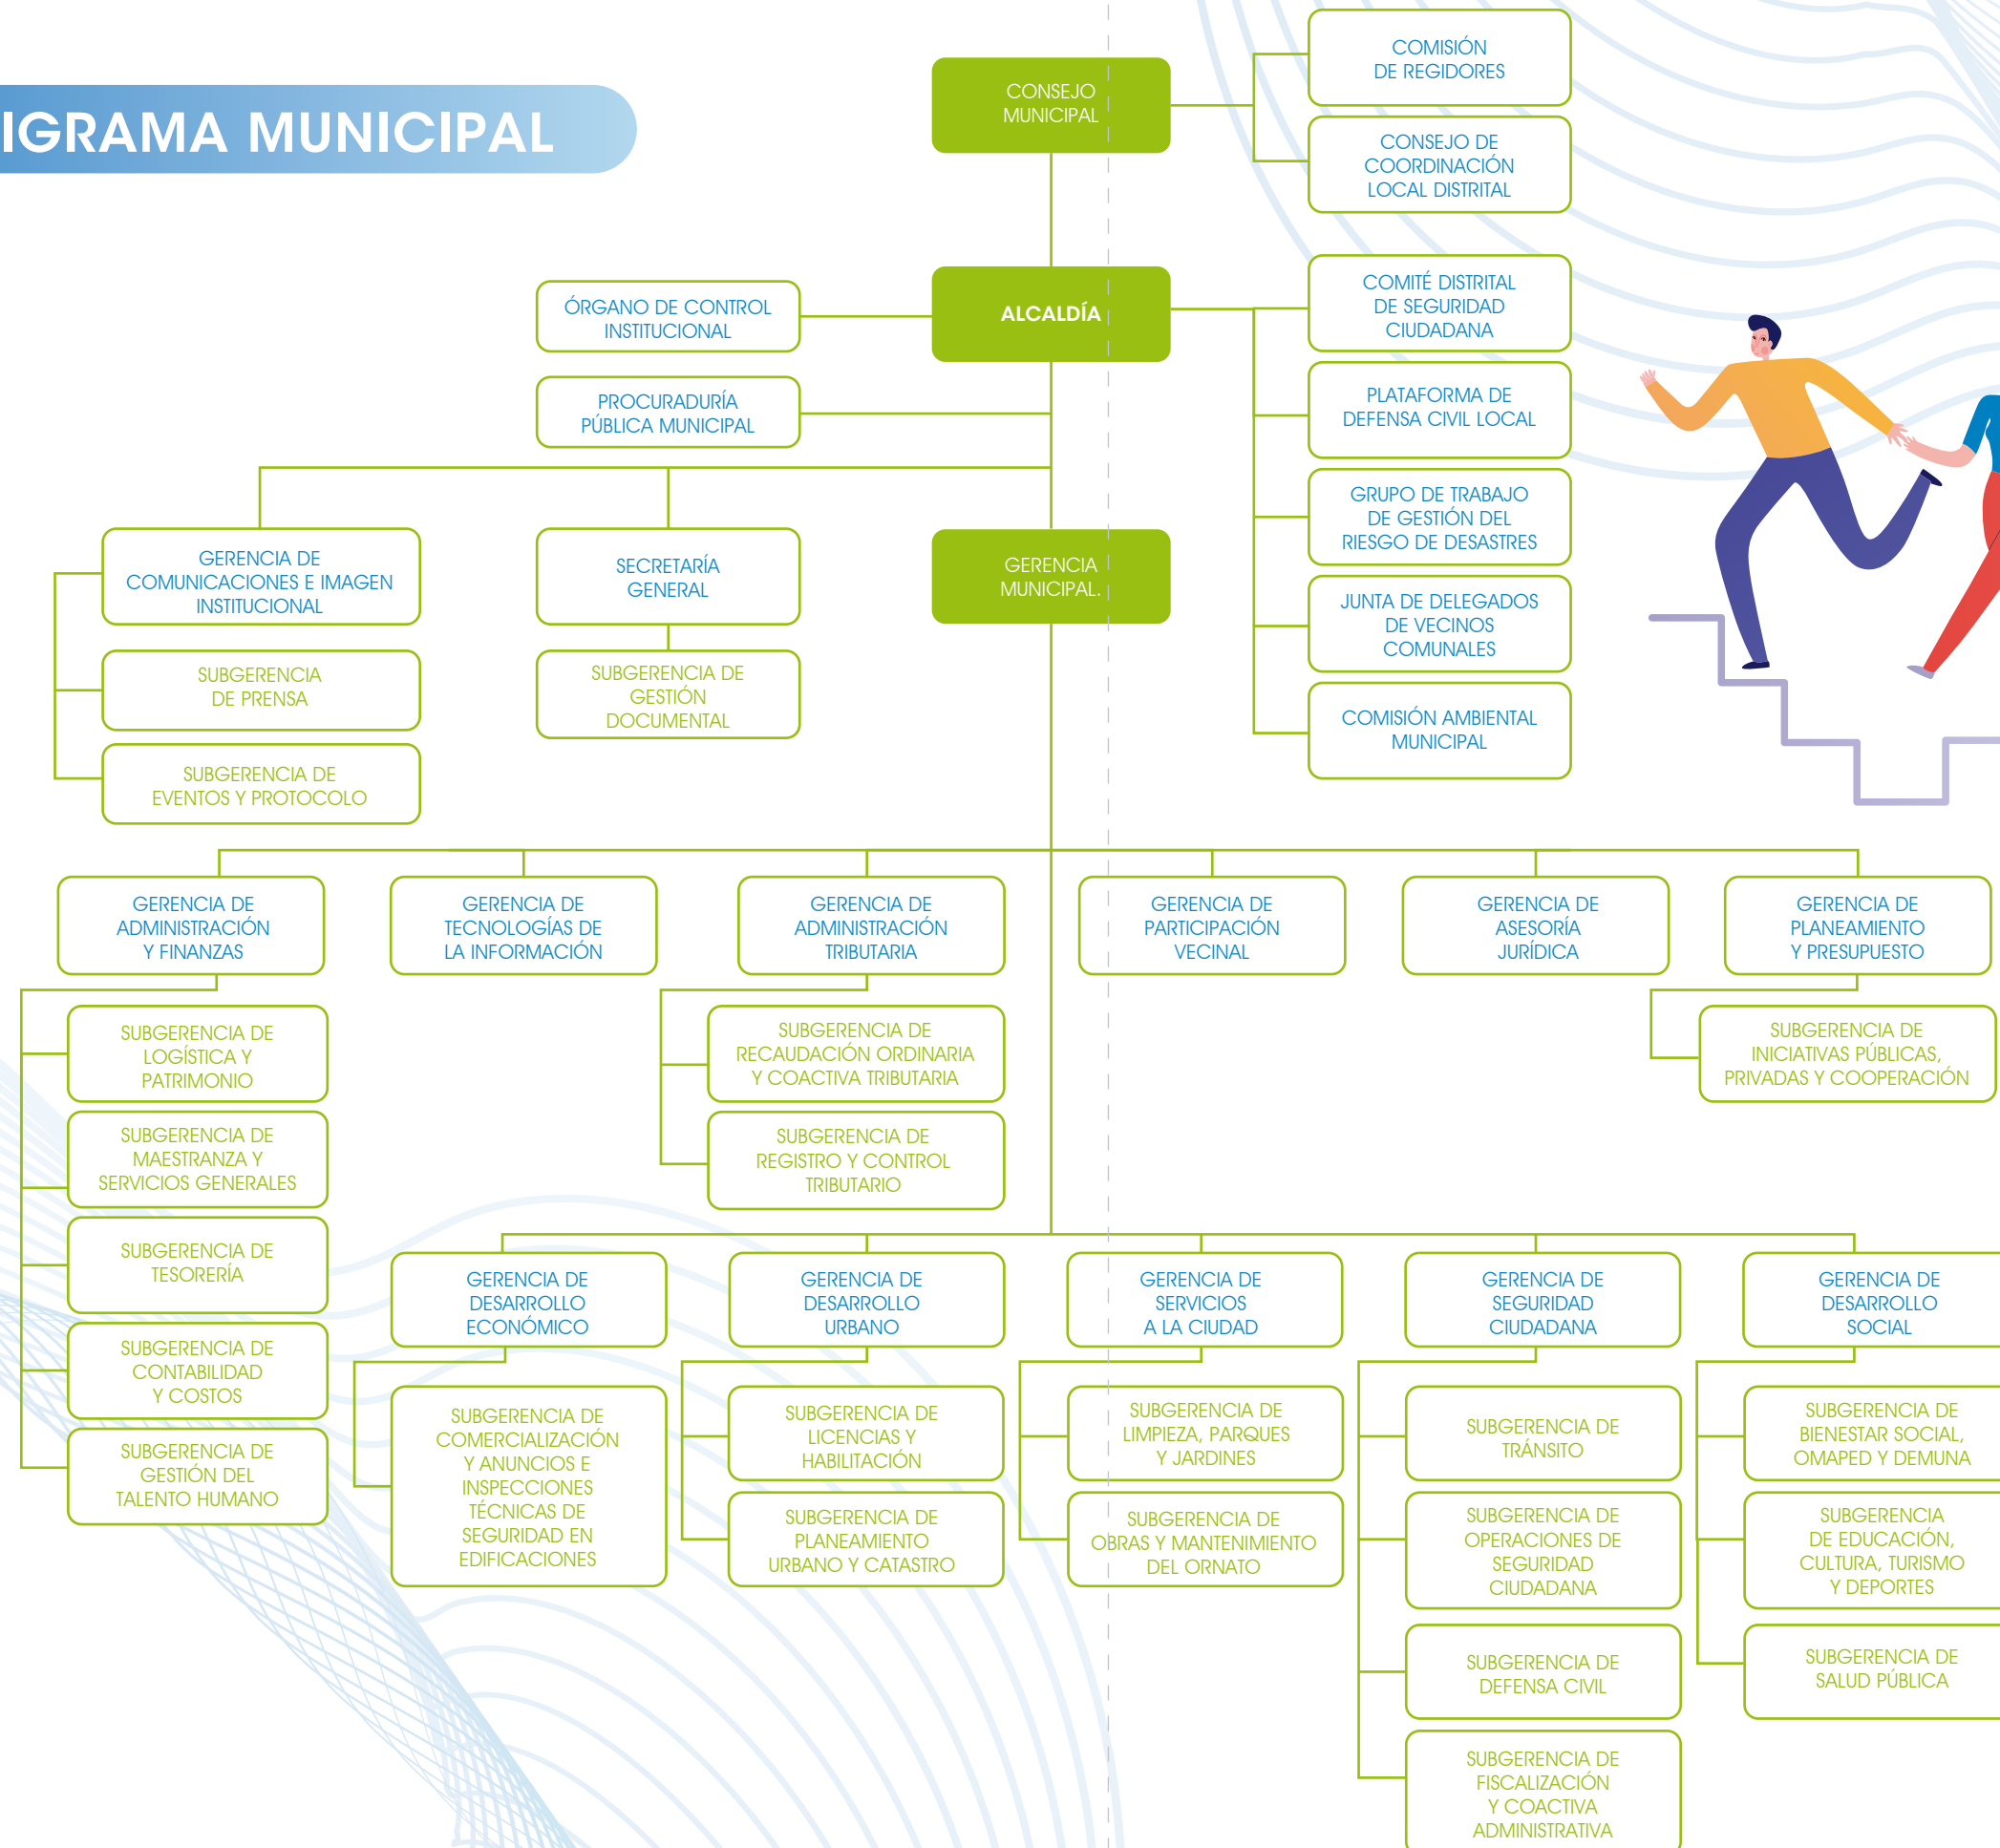 IGRAMA MUNICIPAL
CONSEJO
MUNICIPAL
COMISIÓN
DE REGIDORES
CONSEJO DE
COORDINACIÓN
LOCAL DISTRITAL
ALCALDÍA
ÓRGANO DE CONTROL
INSTITUCIONAL
PROCURADURÍA
PÚBLICA MUNICIPAL
COMITÉ DISTRITAL
DE SEGURIDAD
CIUDADANA
PLATAFORMA DE
DEFENSA CIVIL LOCAL
GRUPO DE TRABAJO
DE GESTIÓN DEL
RIESGO DE DESASTRES
JUNTA DE DELEGADOS
DE VECINOS
COMUNALES
COMISIÓN AMBIENTAL
MUNICIPAL
GERENCIA DE
COMUNICACIONES E IMAGEN
INSTITUCIONAL
SUBGERENCIA
DE PRENSA
SUBGERENCIA DE
EVENTOS Y PROTOCOLO
SECRETARÍA
GENERAL
SUBGERENCIA DE
GESTIÓN
DOCUMENTAL
GERENCIA
MUNICIPAL.
GERENCIA DE
ADMINISTRACIÓN
Y FINANZAS
GERENCIA DE
TECNOLOGÍAS DE
LA INFORMACIÓN
GERENCIA DE
ADMINISTRACIÓN
TRIBUTARIA
GERENCIA DE
PARTICIPACIÓN
VECINAL
GERENCIA DE
ASESORÍA
JURÍDICA
GERENCIA DE
PLANEAMIENTO
Y PRESUPUESTO
SUBGERENCIA DE
LOGÍSTICA Y
PATRIMONIO
SUBGERENCIA DE
MAESTRANZA Y
SERVICIOS GENERALES
SUBGERENCIA DE
TESORERÍA
SUBGERENCIA DE
CONTABILIDAD
Y COSTOS
SUBGERENCIA DE
GESTIÓN DEL
TALENTO HUMANO
SUBGERENCIA DE
RECAUDACIÓN ORDINARIA
Y COACTIVA TRIBUTARIA
SUBGERENCIA DE
REGISTRO Y CONTROL
TRIBUTARIO
SUBGERENCIA DE
INICIATIVAS PÚBLICAS,
PRIVADAS Y COOPERACIÓN
GERENCIA DE
DESARROLLO
ECONÓMICO
SUBGERENCIA DE
COMERCIALIZACIÓN
Y ANUNCIOS E
INSPECCIONES
TÉCNICAS DE
SEGURIDAD EN
EDIFICACIONES
GERENCIA DE
DESARROLLO
URBANO
SUBGERENCIA DE
LICENCIAS Y
HABILITACIÓN
SUBGERENCIA DE
PLANEAMIENTO
URBANO Y CATASTRO
GERENCIA DE
SERVICIOS
A LA CIUDAD
SUBGERENCIA DE
LIMPIEZA, PARQUES
Y JARDINES
SUBGERENCIA DE
OBRAS Y MANTENIMIENTO
DEL ORNATO
GERENCIA DE
SEGURIDAD
CIUDADANA
SUBGERENCIA DE
TRÁNSITO
SUBGERENCIA DE
OPERACIONES DE
SEGURIDAD
CIUDADANA
SUBGERENCIA DE
DEFENSA CIVIL
SUBGERENCIA DE
FISCALIZACIÓN
Y COACTIVA
ADMINISTRATIVA
GERENCIA DE
DESARROLLO
SOCIAL
SUBGERENCIA DE
BIENESTAR SOCIAL,
OMAPED Y DEMUNA
SUBGERENCIA
DE EDUCACIÓN,
CULTURA, TURISMO
Y DEPORTES
SUBGERENCIA DE
SALUD PÚBLICA